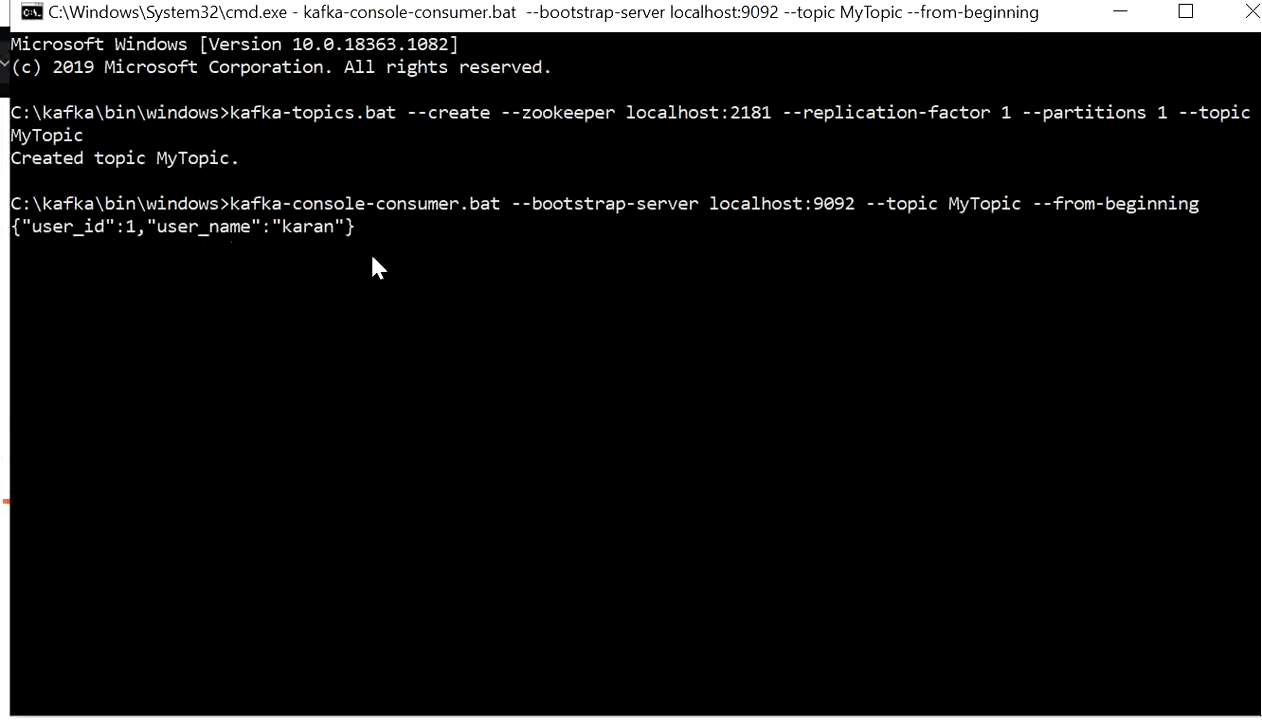 C:\Windows\System32\cmd.exe - kafka-console-consumer.bat  --bootstrap-server localhost:9092 --topic MyTopic --from-beginning
Microsoft Windows [Version 10.0.18363.1082]
(c) 2019 Microsoft Corporation. All rights reserved.
C:\kafka\bin\windows>kafka-topics.bat --create --zookeeper localhost:2181 --replication-factor 1 --partitions 1 --topic
MyTopic
Created topic MyTopic.
C:\kafka\bin\windows>kafka-console-consumer.bat --bootstrap-server localhost:9092 --topic MyTopic --from-beginning
{"user_id":1,"user_name":"karan"}